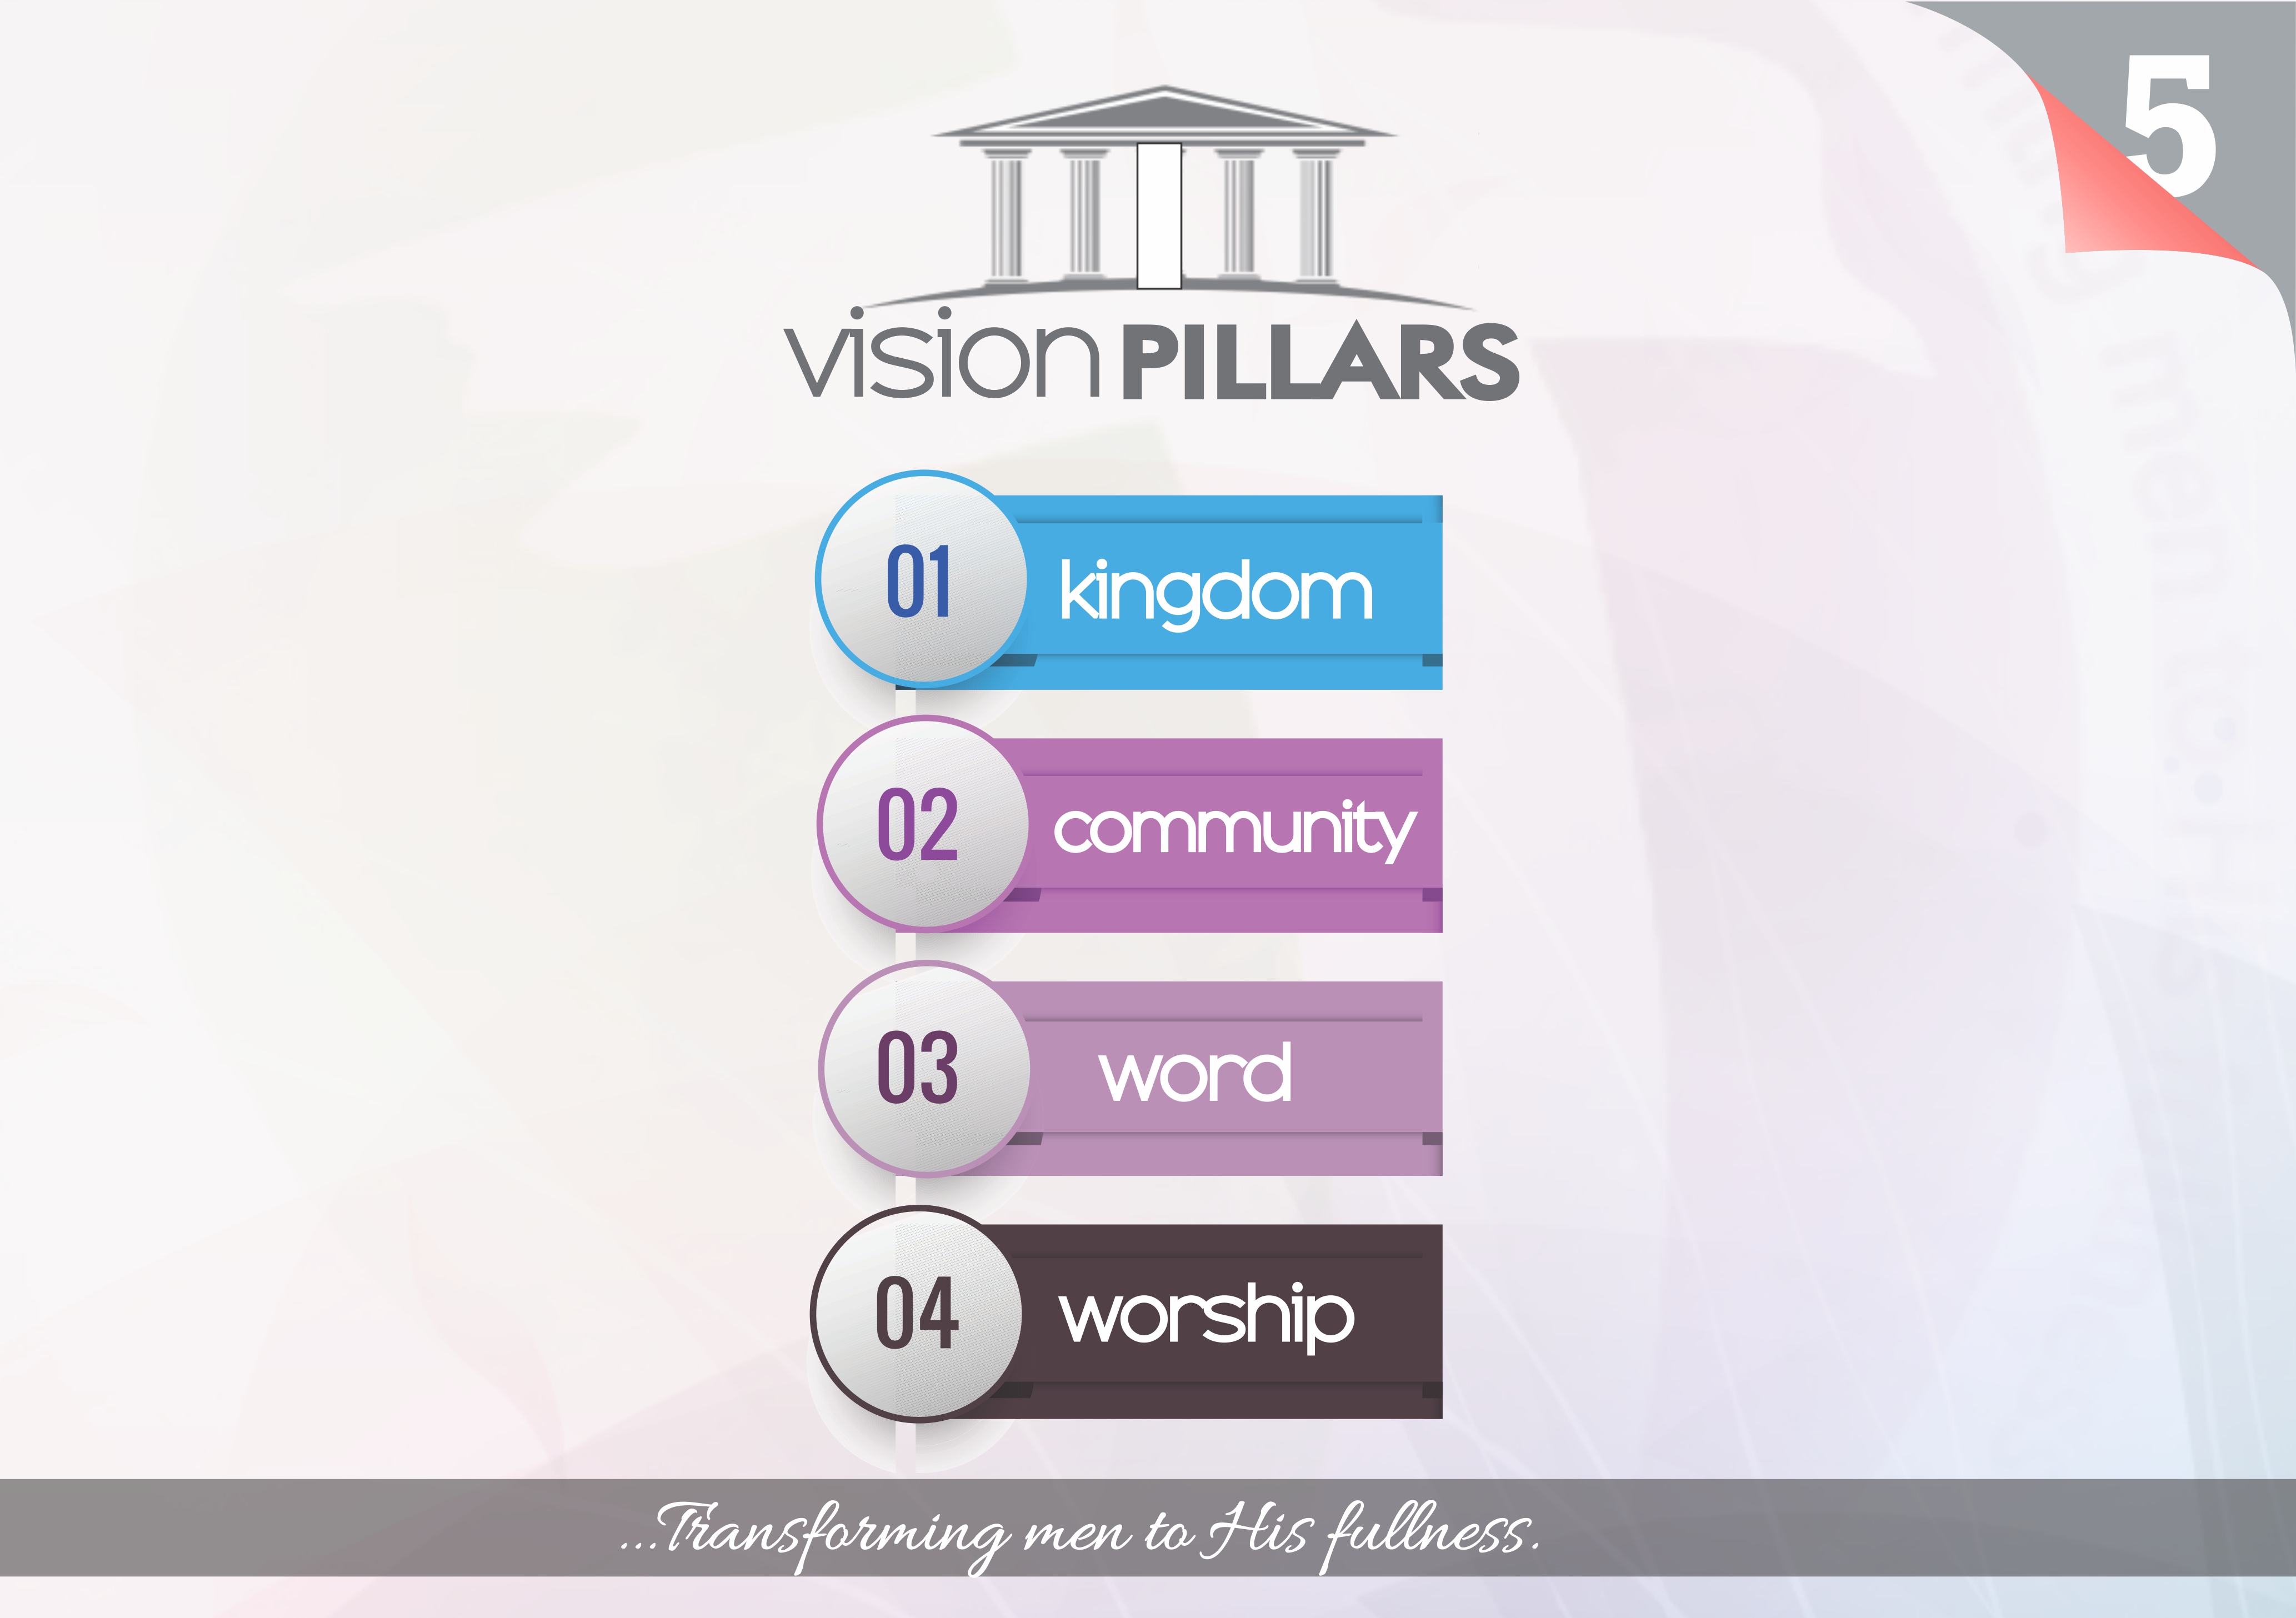 5
vision PILLARS
01 kingdom
02 community
03 word
04 worship
...Transforming men to His fullness.